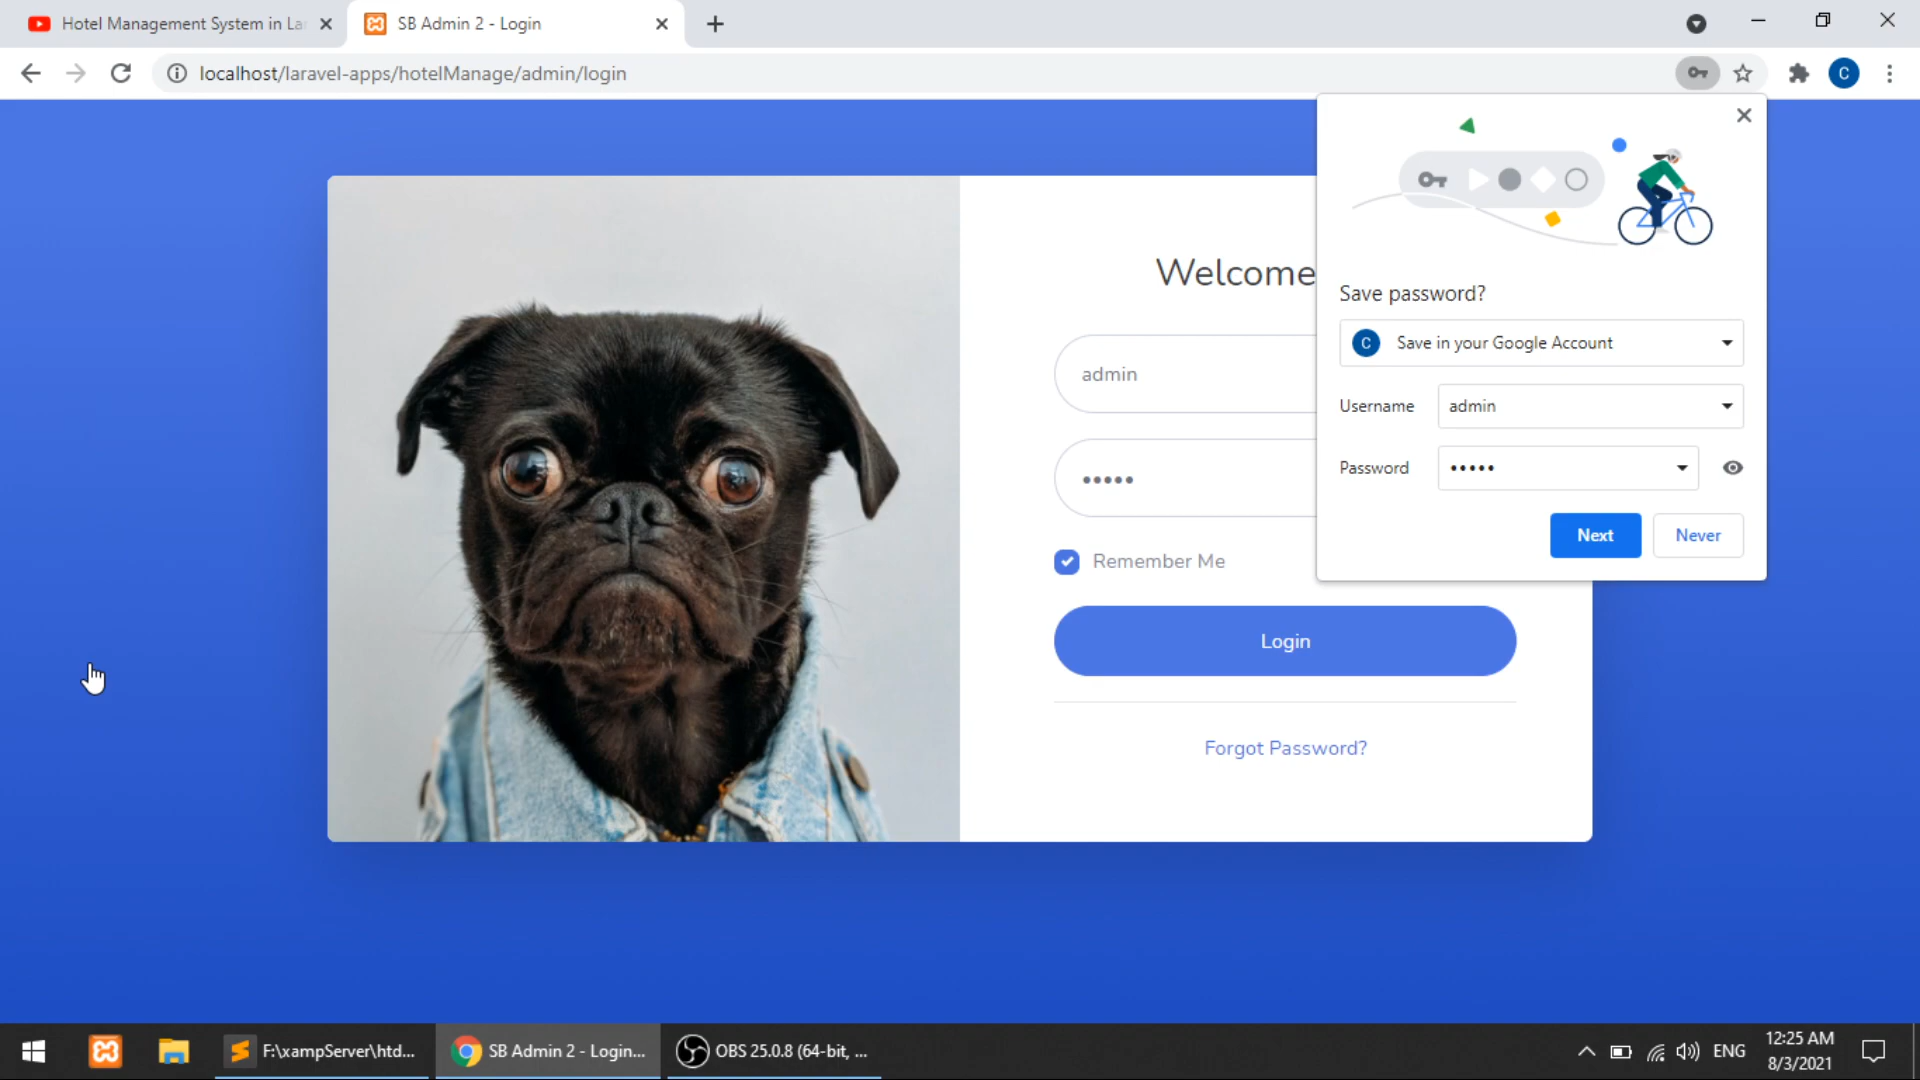 Hotel Management System in La
SB Admin 2 - Login
localhost/laravel-apps/hotelManage/admin/login
C
Welcome
admin
•••••
Remember Me
Login
Forgot Password?
Save password?
C Save in your Google Account
Username admin
Password •••••
Next Never
F:\xampServer\htd...
SB Admin 2 - Login...
OBS 25.0.8 (64-bit, ...
ENG
12:25 AM
8/3/2021